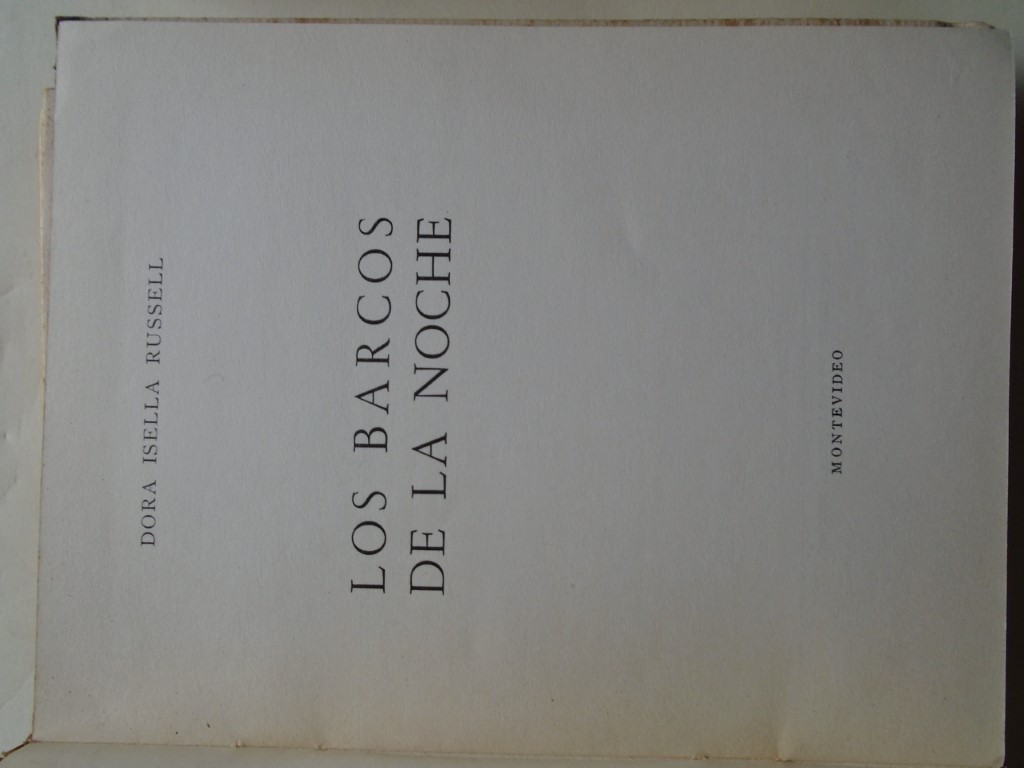 DORA ISELLA RUSSELL
LOS BARCOS
DE LA NOCHE
MONTEVIDEO